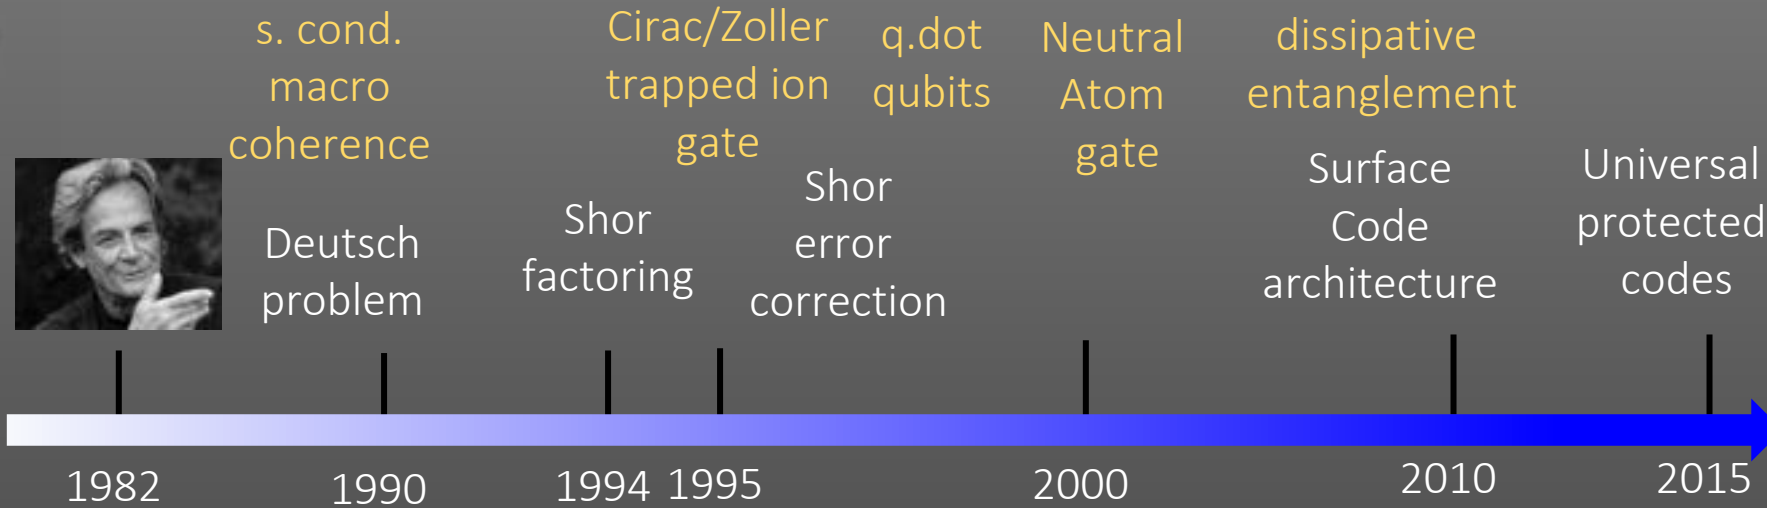 s. cond.
macro
coherence
Cirac/Zoller
trapped ion
gate
q.dot
qubits
Neutral
Atom
gate
dissipative
entanglement
Deutsch
problem
Shor
factoring
Shor
error
correction
Surface
Code
architecture
Universal
protected
codes
1982
1990
1994
1995
2000
2010
2015